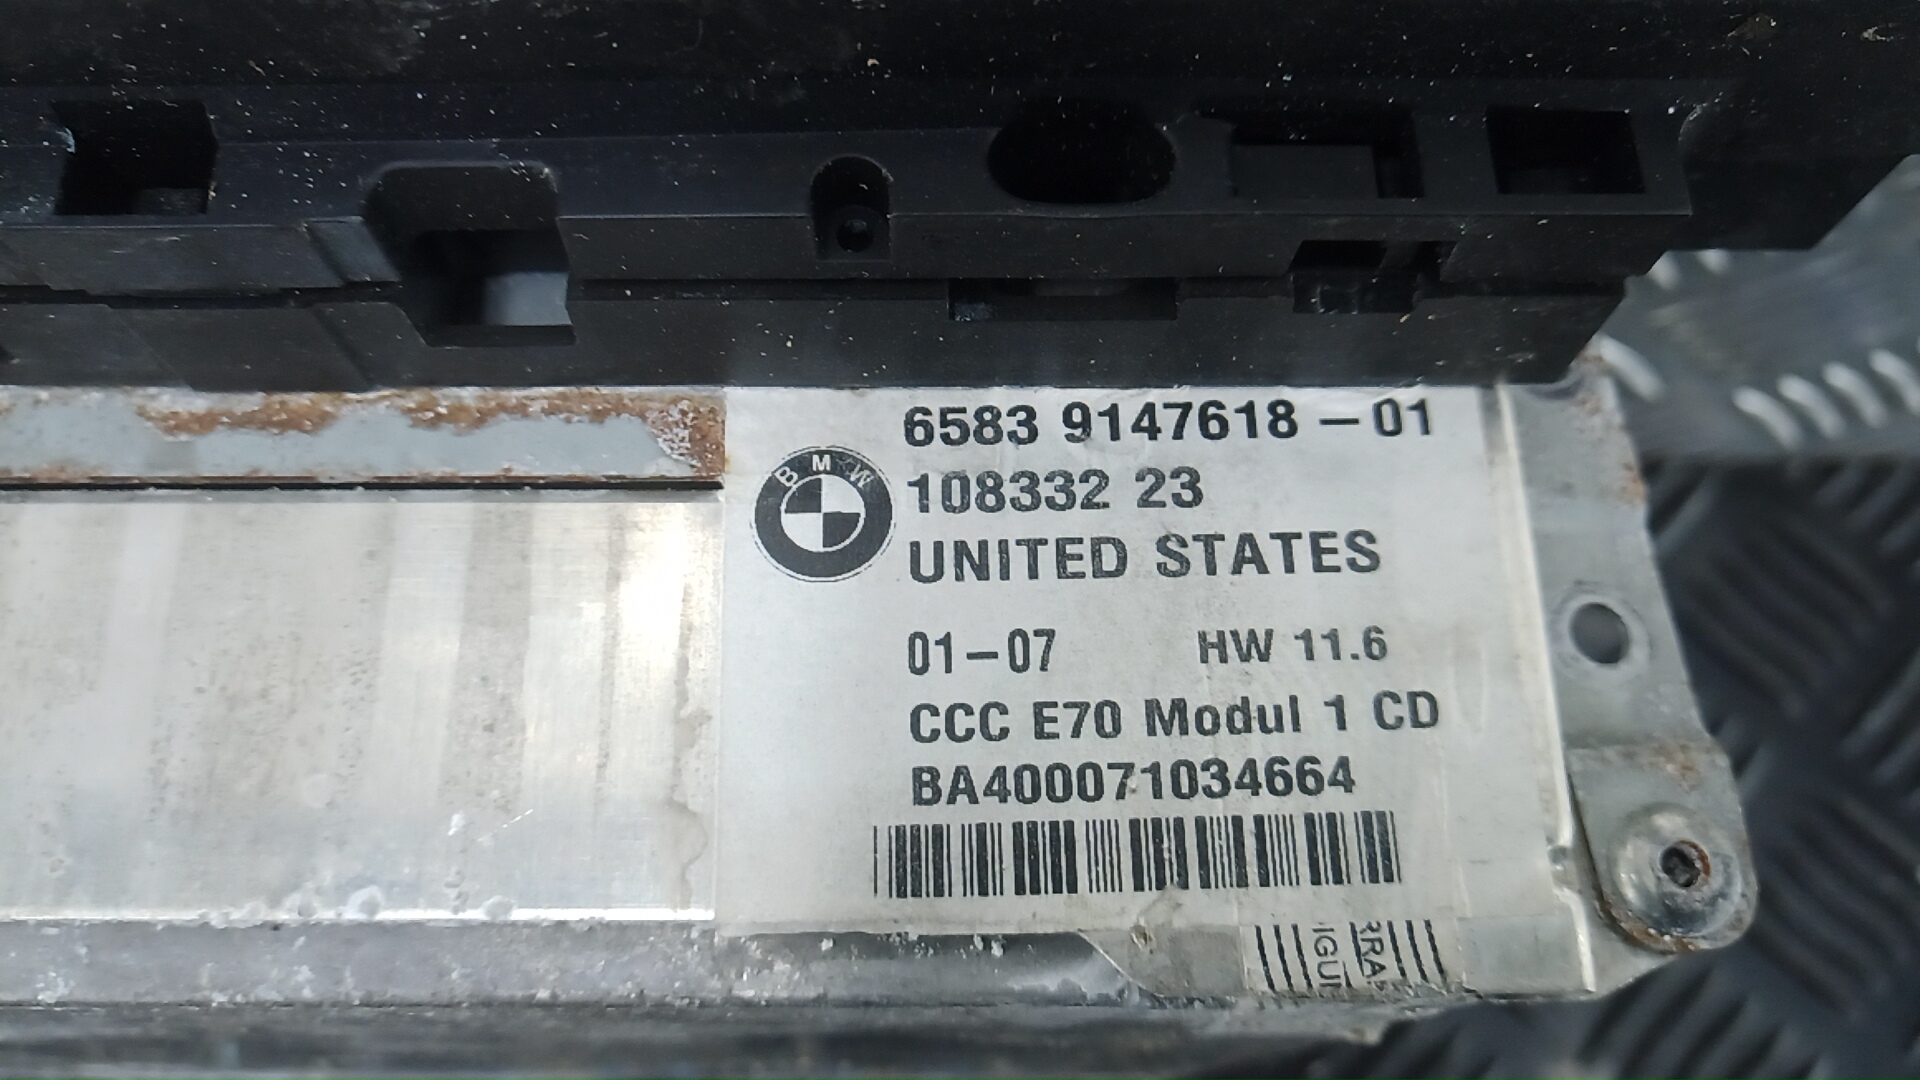 6583 9147618-01
BMW
108332 23
UNITED STATES
01-07 HW 11.6
CCC E70 Modul 1 CD
BA400071034664